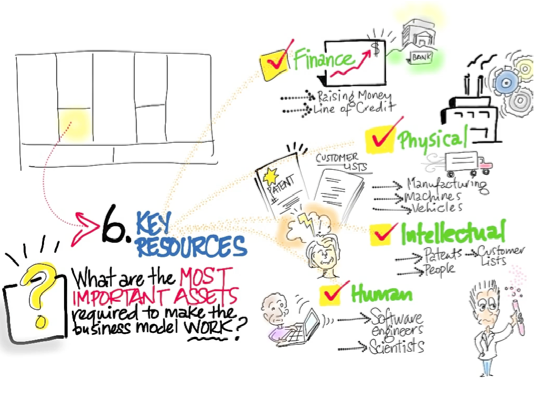 Finance
$
BANK
Raising Money
Line of Credit
Physical
CUSTOMER
LISTS
PATENT
Manufacturing
Machines
Vehicles
6. KEY
RESOURCES
Intellectual
Patents Customer
Lists
People
What are the MOST
IMPORTANT ASSETS
required to make the
business model WORK?
?
Human
Software
engineers
Scientists